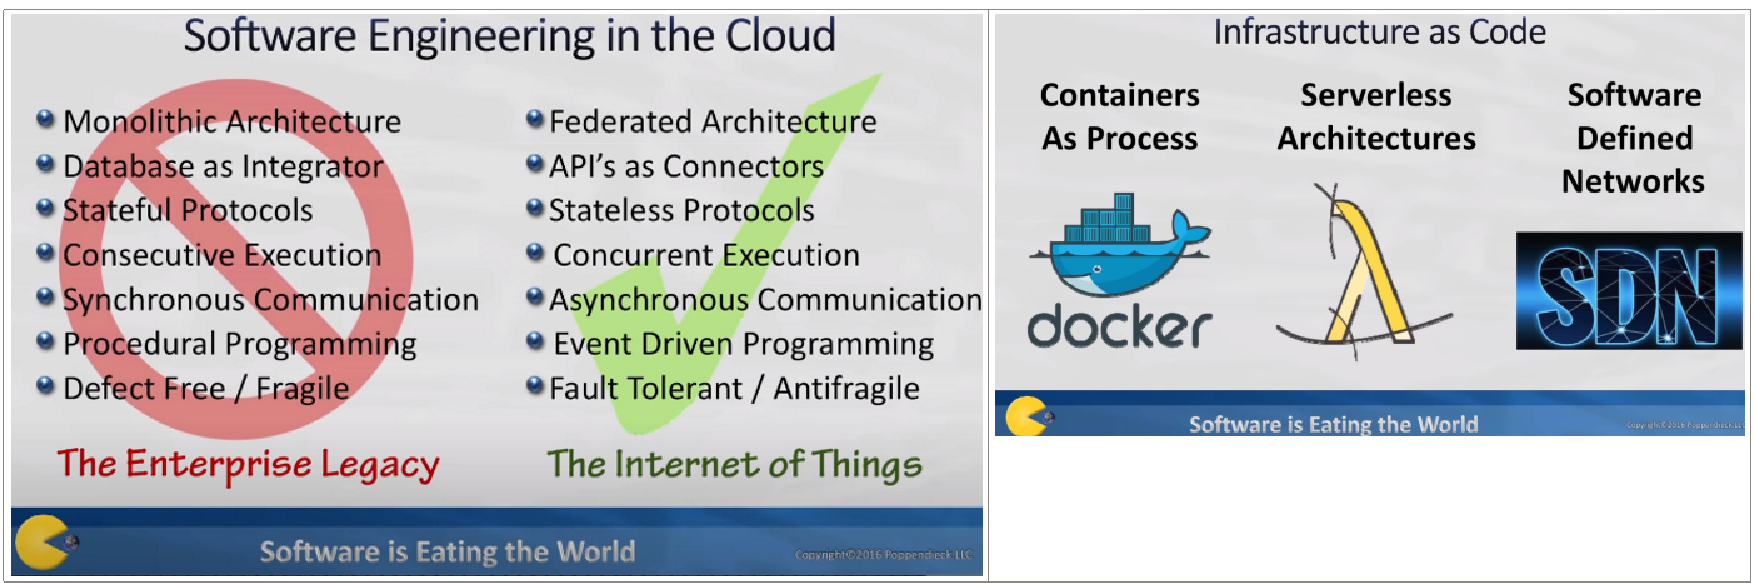 Software Engineering in the Cloud
Monolithic Architecture
Database as Integrator
Stateful Protocols
Consecutive Execution
Synchronous Communication
Procedural Programming
Defect Free / Fragile
The Enterprise Legacy
Federated Architecture
API's as Connectors
Stateless Protocols
Concurrent Execution
Asynchronous Communication
Event Driven Programming
Fault Tolerant / Antifragile
The Internet of Things
Software is Eating the World
Copyright©2016 Poppendieck LLC
Infrastructure as Code
Containers
As Process
docker
Serverless
Architectures
Software
Defined
Networks
SDN
Software is Eating the World
Copyright©2016 Poppendieck LLC